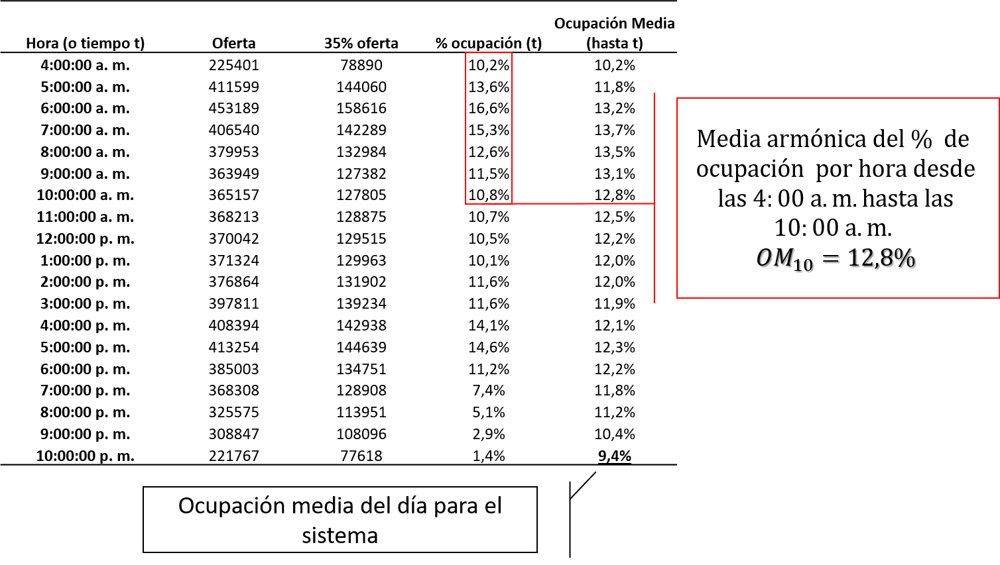 Hora (o tiempo t) Oferta 35% oferta % ocupación (t) Ocupación Media (hasta t)
4:00:00 a. m. 225401 78890 10,2% 10,2%
5:00:00 a. m. 411599 144060 13,6% 11,8%
6:00:00 a. m. 453189 158616 16,6% 13,2%
7:00:00 a. m. 406540 142289 15,3% 13,7%
8:00:00 a. m. 379953 132984 12,6% 13,5%
9:00:00 a. m. 363949 127382 11,5% 13,1%
10:00:00 a. m. 365157 127805 10,8% 12,8%
11:00:00 a. m. 368213 128875 10,7% 12,5%
12:00:00 p. m. 370042 129515 10,5% 12,2%
1:00:00 p. m. 371324 129963 10,1% 12,0%
2:00:00 p. m. 376864 131902 11,6% 12,0%
3:00:00 p. m. 397811 139234 11,6% 11,9%
4:00:00 p. m. 408394 142938 14,1% 12,1%
5:00:00 p. m. 413254 144639 14,6% 12,3%
6:00:00 p. m. 385003 134751 11,2% 12,2%
7:00:00 p. m. 368308 128908 7,4% 11,8%
8:00:00 p. m. 325575 113951 5,1% 11,2%
9:00:00 p. m. 308847 108096 2,9% 10,4%
10:00:00 p. m. 221767 77618 1,4% 9,4%
Media armónica del % de
ocupación por hora desde
las 4: 00 a. m. hasta las
10: 00 a. m.
OM₁₀ = 12,8%
Ocupación media del día para el
sistema